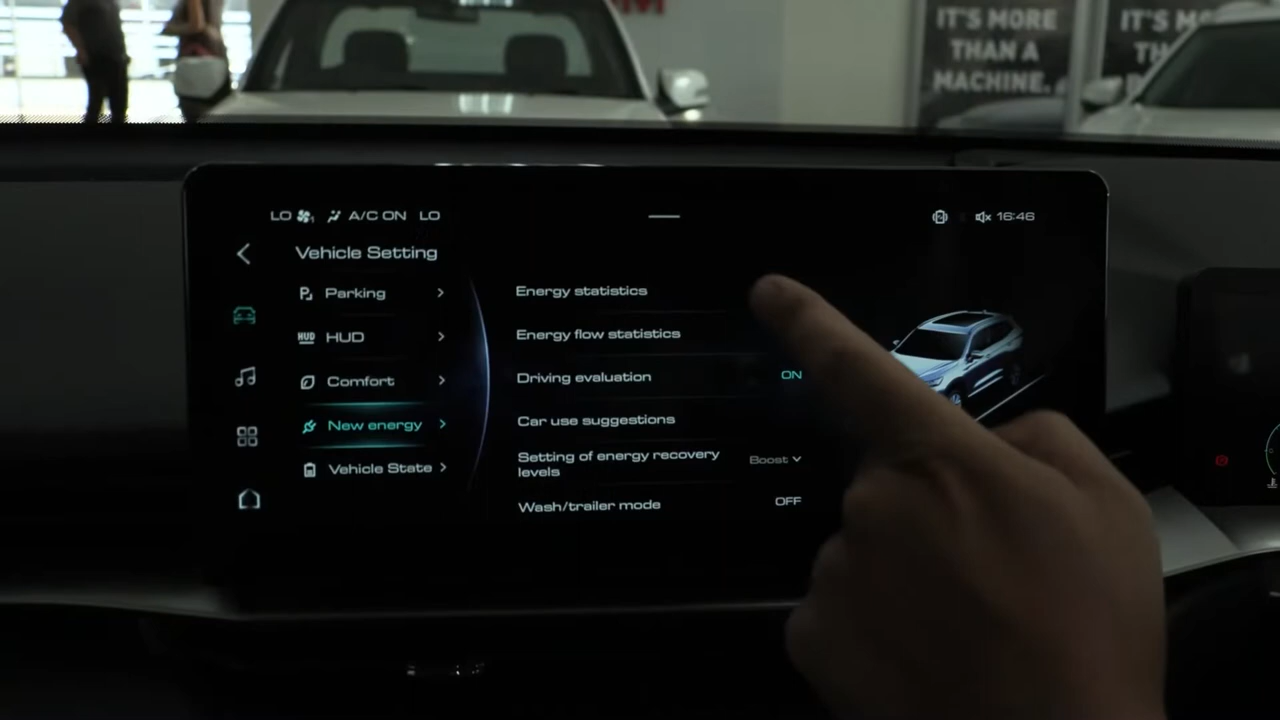 IT'S MORE
THAN A
MACHINE.
LO 1 A/C ON LO
16:46
Vehicle Setting
Parking
HUD HUD
Comfort
New energy
Vehicle State
Energy statistics
Energy flow statistics
Driving evaluation ON
Car use suggestions
Setting of energy recovery
levels
Boost
Wash/trailer mode OFF